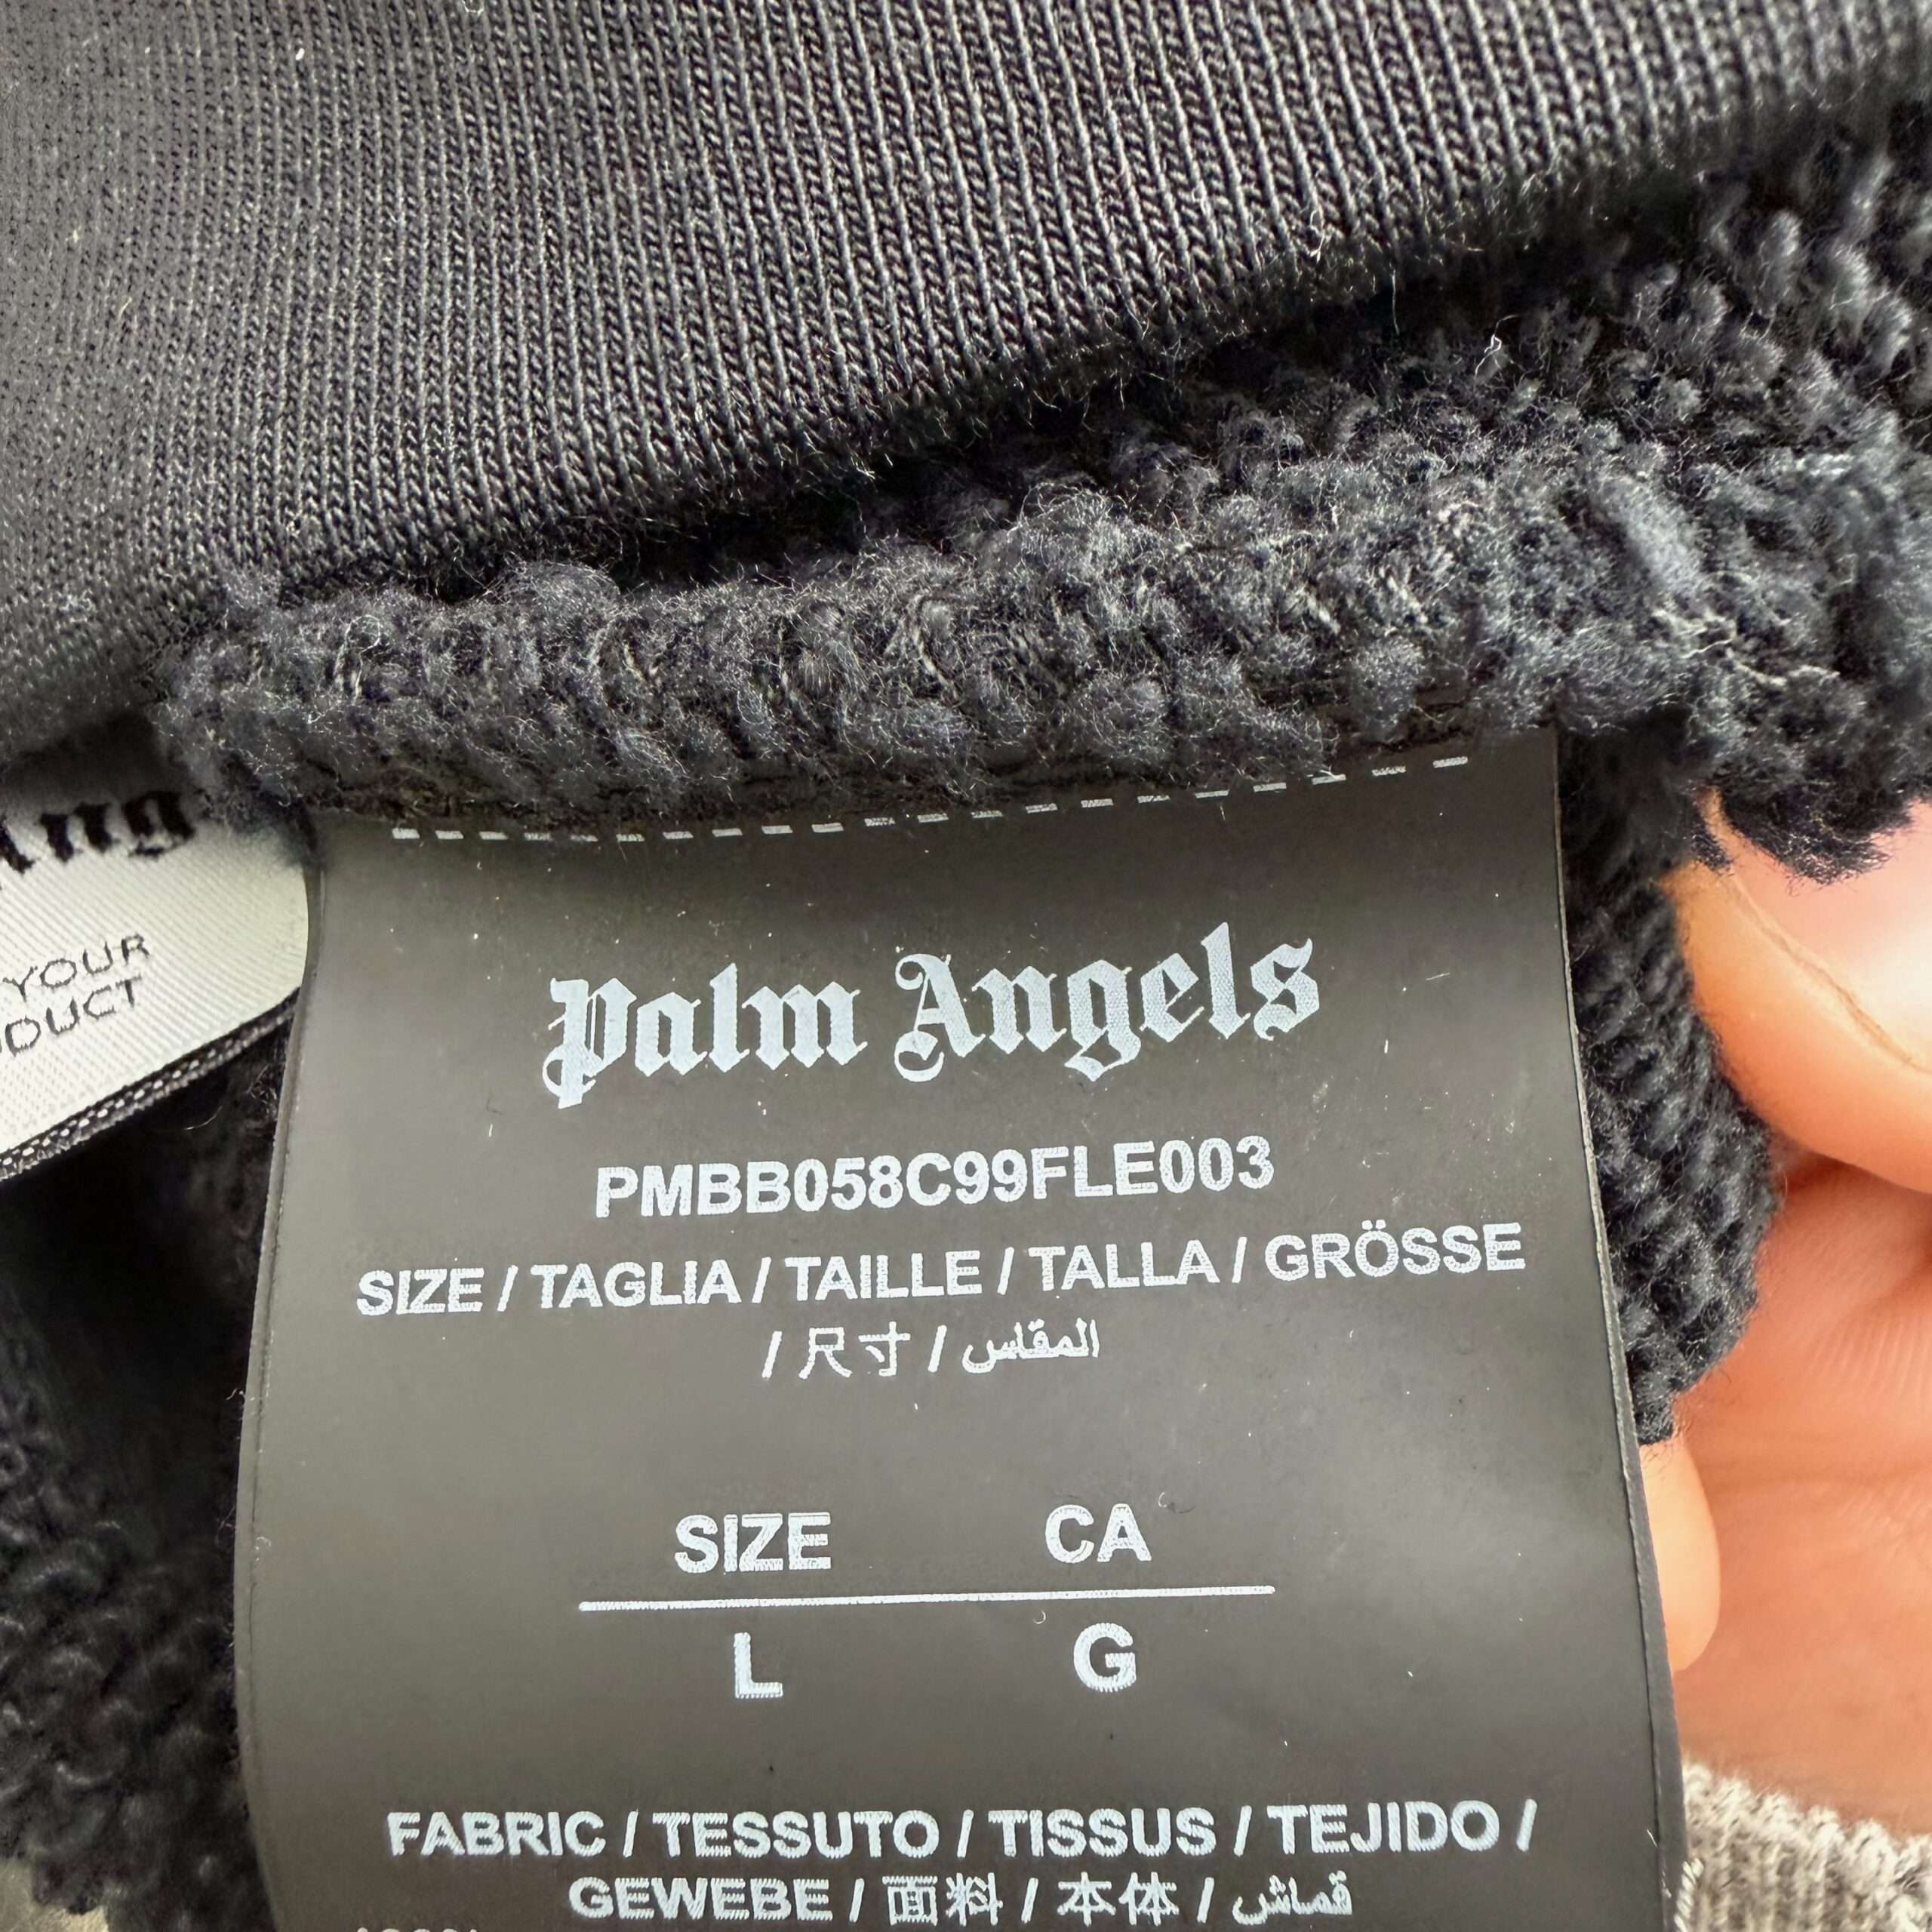 Ang
YOUR
DUCT
Palm Angels
PMBB058C99FLE003
SIZE / TAGLIA / TAILLE / TALLA / GRÖSSE
/ 尺寸 / المقاس
SIZE CA
L G
FABRIC / TESSUTO / TISSUS / TEJIDO /
GEWEBE / 面料 / 本体 / قماش